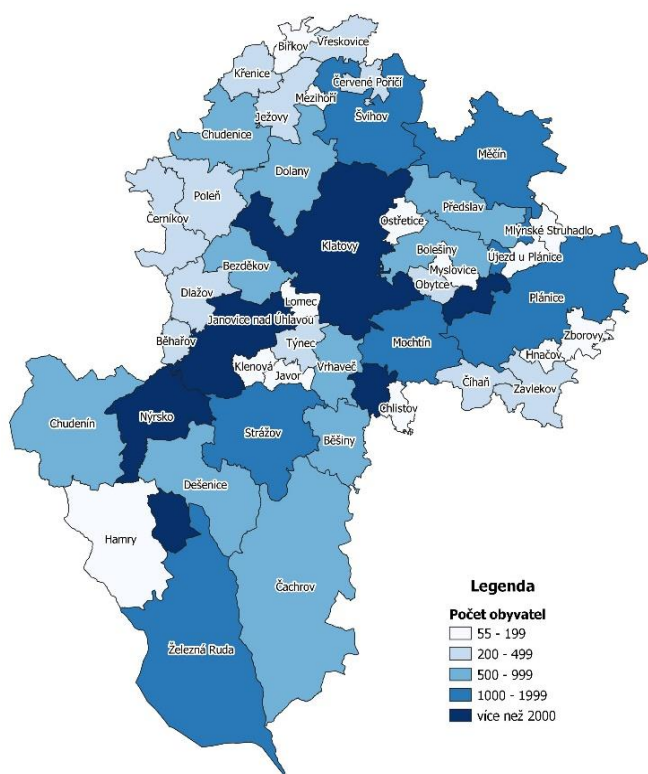 Biřkov
Vřeskovice
Křenice
Červené Poříčí
Mezihoří
Ježovy
Švihov
Chudenice
Měčín
Dolany
Poleň
Předslav
Černíkov
Ostřetice
Mlýnské Struhadlo
Klatovy
Bolešiny
Újezd u Plánice
Bezděkov
Myslovice
Obytce
Dlažov
Lomec
Plánice
Janovice nad Úhlavou
Běhařov
Týnec
Mochtín
Zborovy
Hnačov
Klenová
Javor
Vrhaveč
Číhaň
Zavlekov
Chlistov
Nýrsko
Chudenín
Strážov
Běšiny
Dešenice
Hamry
Čachrov
Železná Ruda
Legenda
Počet obyvatel
55 - 199
200 - 499
500 - 999
1000 - 1999
více než 2000